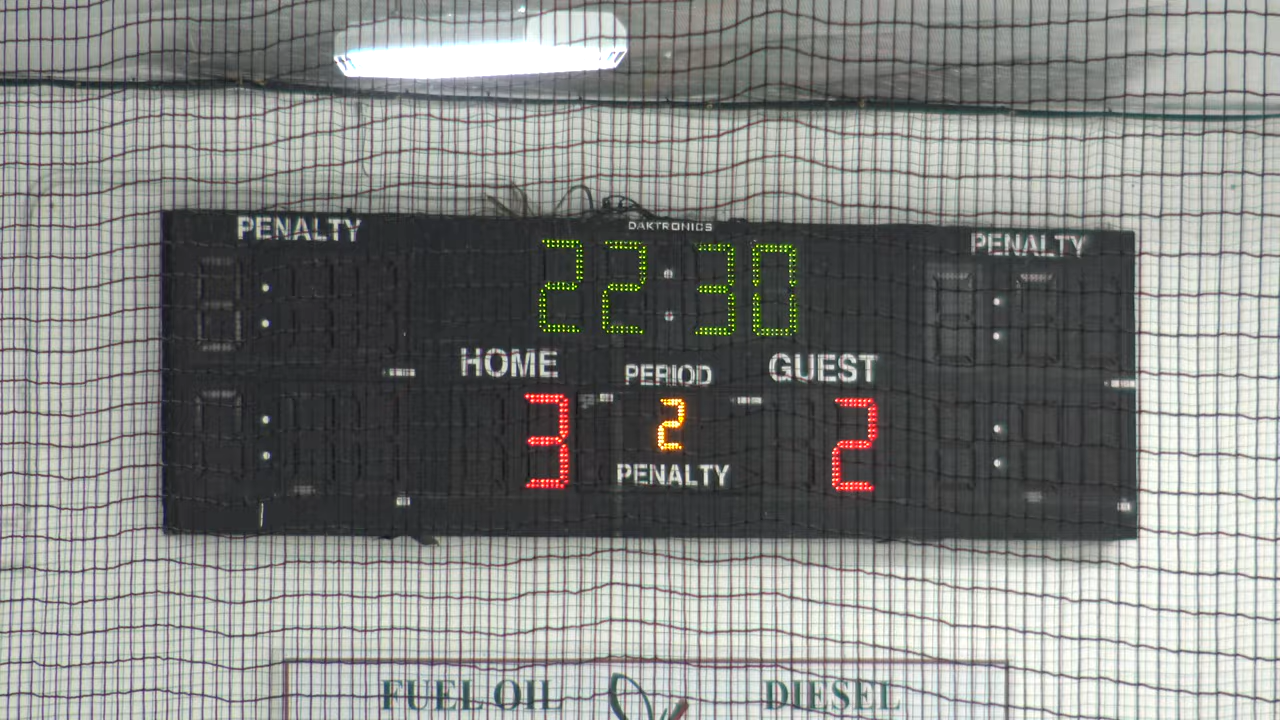 DAKTRONICS
PENALTY 22:30 PENALTY
HOME PERIOD GUEST
3 2 2
PENALTY
FUEL OIL DIESEL